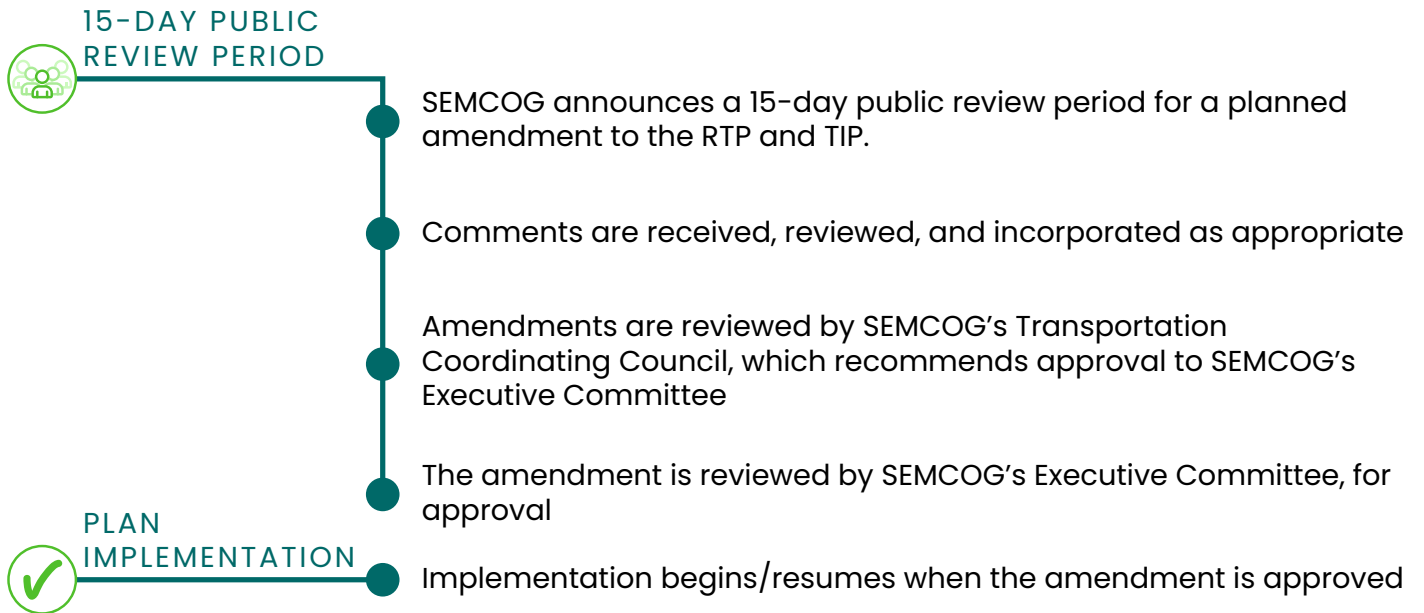 15-DAY PUBLIC
REVIEW PERIOD
SEMCOG announces a 15-day public review period for a planned
amendment to the RTP and TIP.
Comments are received, reviewed, and incorporated as appropriate
Amendments are reviewed by SEMCOG’s Transportation
Coordinating Council, which recommends approval to SEMCOG’s
Executive Committee
The amendment is reviewed by SEMCOG’s Executive Committee, for
approval
PLAN
IMPLEMENTATION
Implementation begins/resumes when the amendment is approved